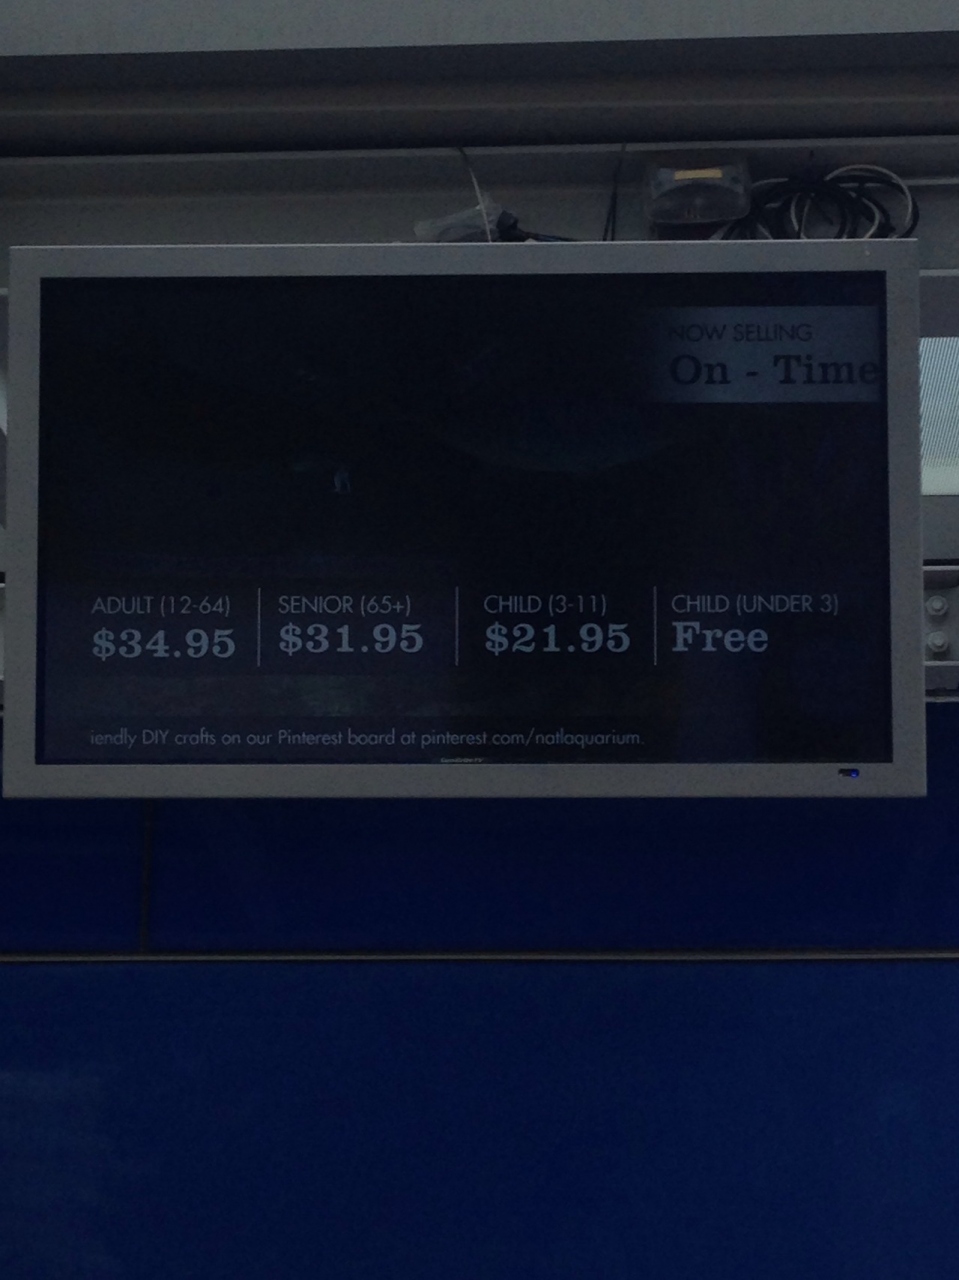 NOW SELLING
On - Time
ADULT (12-64)
$34.95
SENIOR (65+)
$31.95
CHILD (3-11)
$21.95
CHILD (UNDER 3)
Free
iendly DIY crafts on our Pinterest board at pinterest.com/natlaquarium.